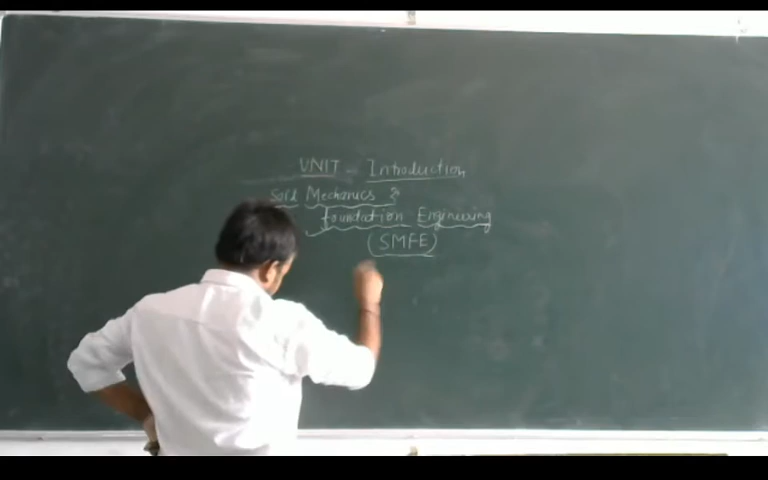 UNIT - Introduction
Soil Mechanics &
foundation Engineering
(SMFE)